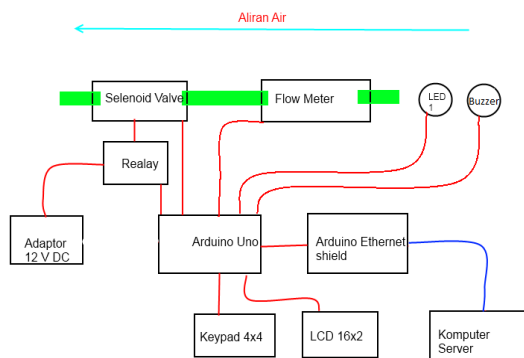 Aliran Air
Selenoid Valve
Flow Meter
LED
1
Buzzer
Realay
Adaptor
12 V DC
Arduino Uno
Arduino Ethernet
shield
Keypad 4x4
LCD 16x2
Komputer
Server